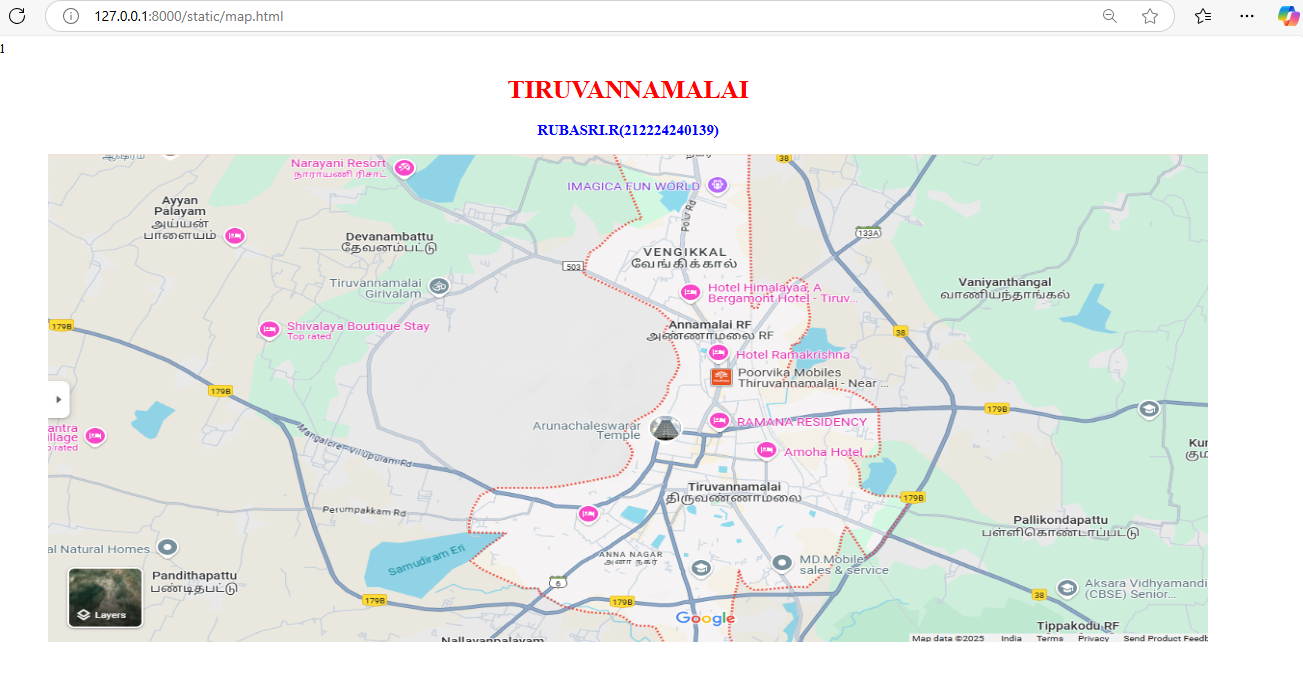 127.0.0.1:8000/static/map.html
1
TIRUVANNAMALAI
RUBASRI.R(212224240139)
38
Narayani Resort
நாராயணி ரிசாட்
IMAGICA FUN WORLD
Polur Rd
Ayyan
Palayam
அய்யன்
பாளையம்
133A
Devanambattu
தேவனம்பட்டு
VENGIKKAL
வேங்கிக்கால்
503
Tiruvannamalai
Girivalam
Vaniyanthangal
வாணியந்தாங்கல்
Hotel Himalayaa, A
Bergamont Hotel - Tiruv...
179B
Shivalaya Boutique Stay
Top rated
Annamalai RF
அண்ணாமலை RF
38
Hotel Ramakrishna
Poorvika Mobiles
Thiruvannamalai - Near ...
179B
179B
Arunachaleswarar
Temple
RAMANA RESIDENCY
antra
illage
p rated
Mangalore- Vilupulam Rd
Amoha Hotel
Kur
கும
Tiruvannamalai
திருவண்ணாமலை
179B
Perumpakkam Rd
Pallikondapattu
பள்ளிகொண்டாப்பட்டு
al Natural Homes
Samudiram Eri
ANNA NAGAR
அனா நகர்
MD.Mobile
sales & service
Pandithapattu
பண்டிதபட்டு
6
Aksara Vidhyamandi
(CBSE) Senior...
179B
179B
38
Layers
Google
Tippakodu RF
Nallavanpalayam
Map data ©2025 India Terms Privacy Send Product Feedb